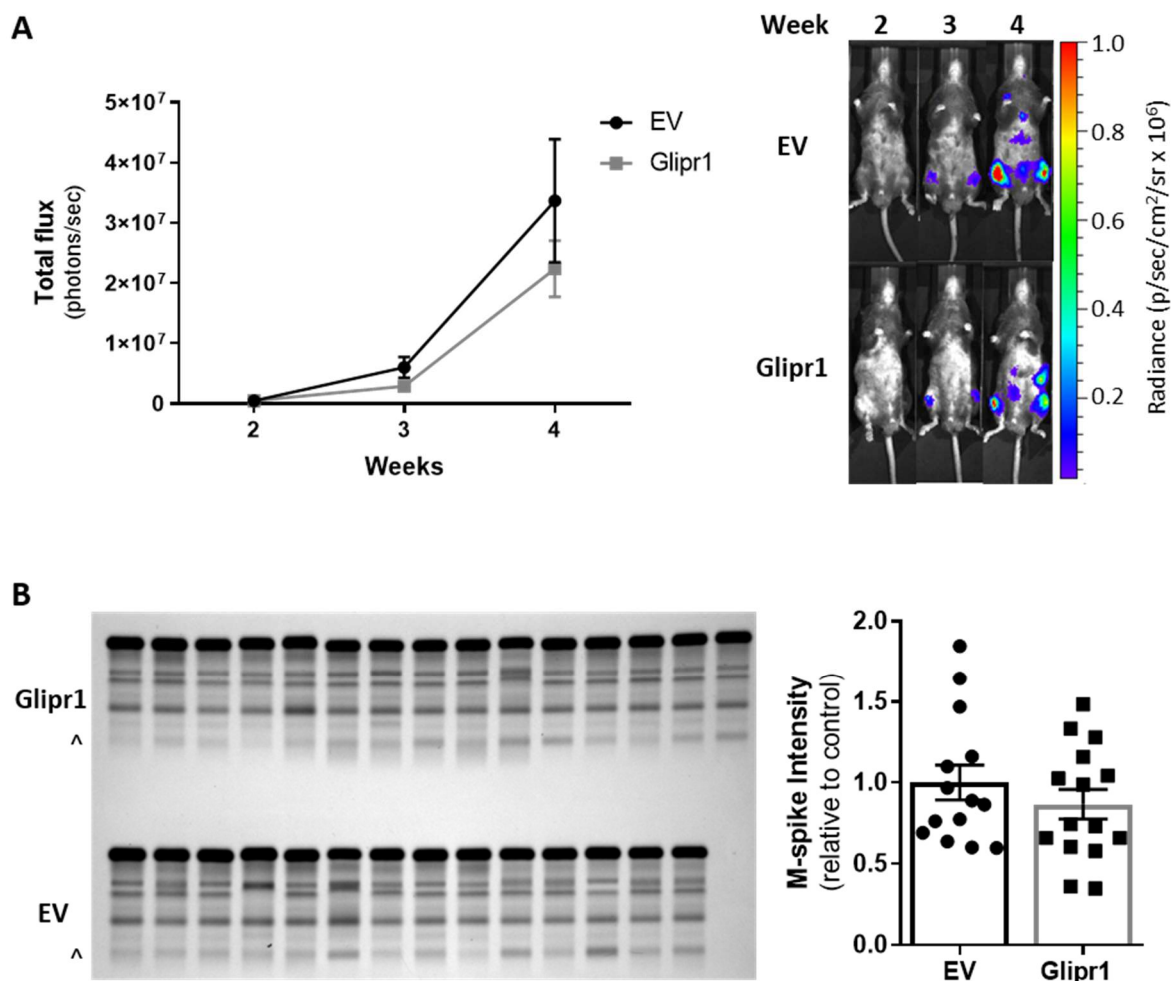 A
Week 2 3 4
5×10⁷
4×10⁷
3×10⁷
2×10⁷
1×10⁷
0
Total flux
(photons/sec)
2 3 4
Weeks
EV
Glipr1
EV
Glipr1
1.0
0.8
0.6
0.4
0.2
Radiance (p/sec/cm²/sr x 10⁶)
B
Glipr1
^
EV
^
M-spike Intensity
(relative to control)
2.0
1.5
1.0
0.5
0.0
EV Glipr1